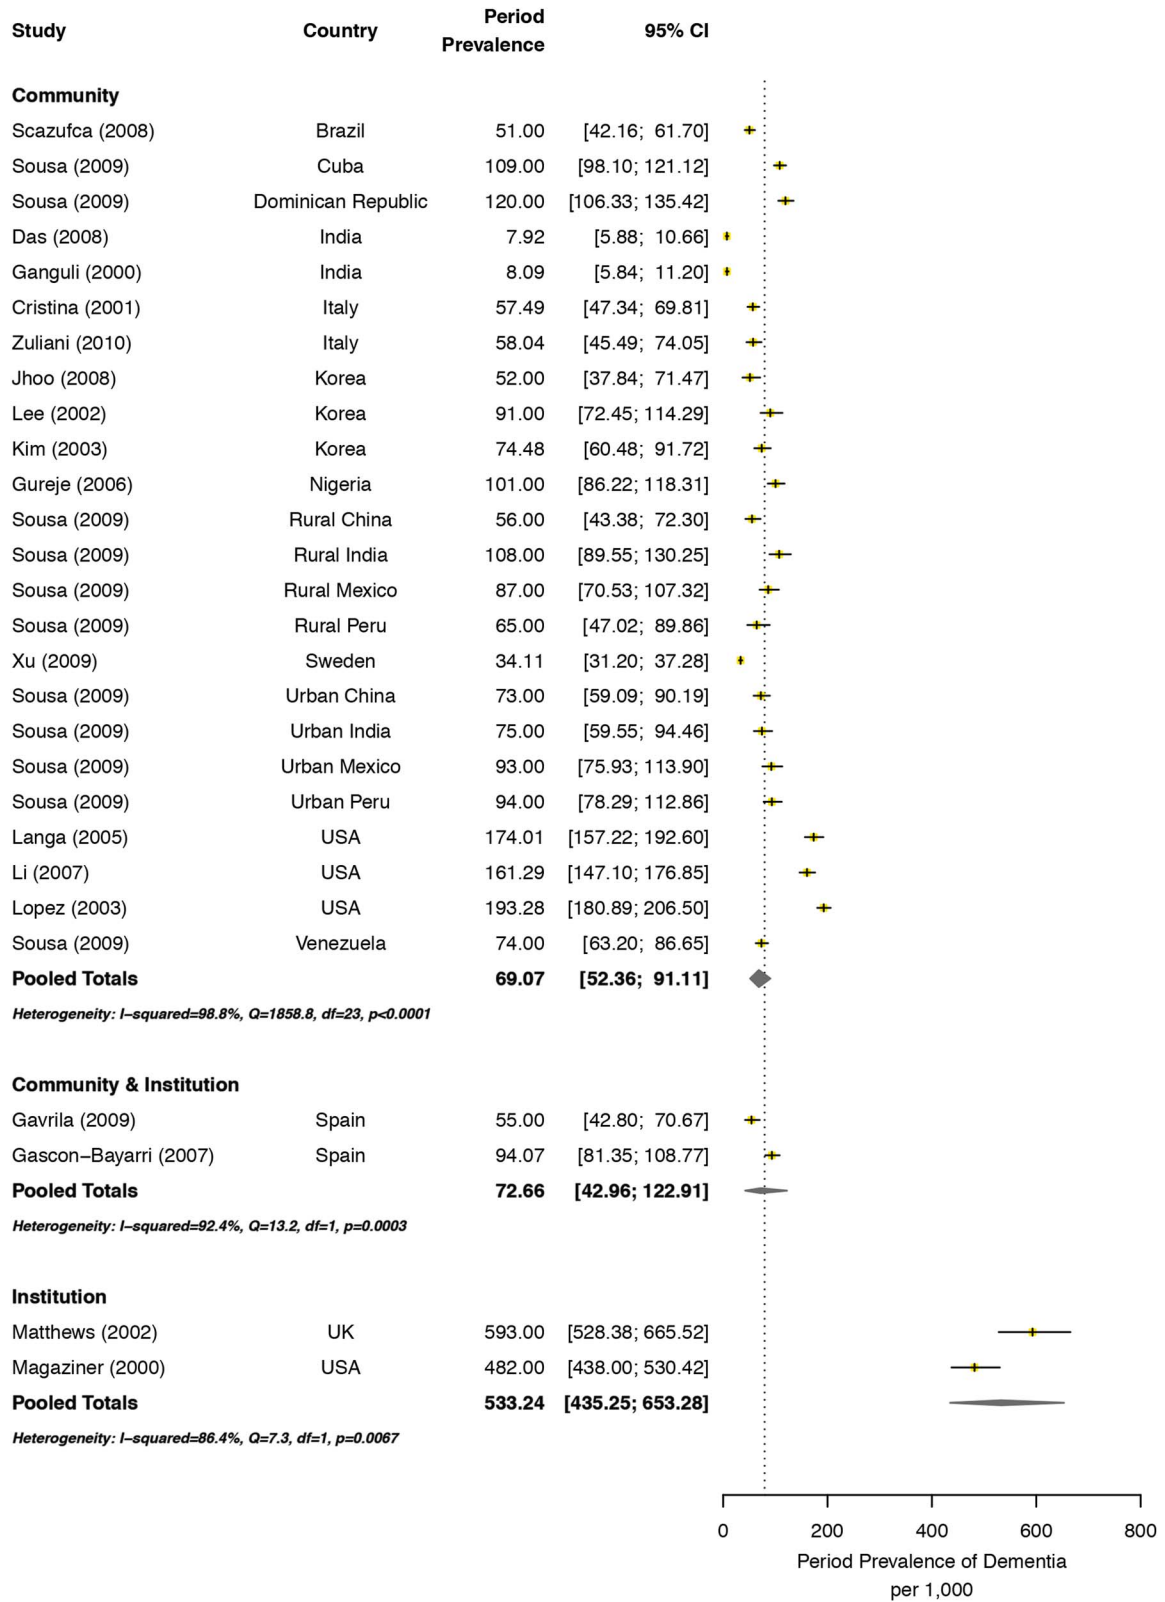 Study Country Period Prevalence 95% CI
Community
Scazufca (2008) Brazil 51.00 [42.16; 61.70]
Sousa (2009) Cuba 109.00 [98.10; 121.12]
Sousa (2009) Dominican Republic 120.00 [106.33; 135.42]
Das (2008) India 7.92 [5.88; 10.66]
Ganguli (2000) India 8.09 [5.84; 11.20]
Cristina (2001) Italy 57.49 [47.34; 69.81]
Zuliani (2010) Italy 58.04 [45.49; 74.05]
Jhoo (2008) Korea 52.00 [37.84; 71.47]
Lee (2002) Korea 91.00 [72.45; 114.29]
Kim (2003) Korea 74.48 [60.48; 91.72]
Gureje (2006) Nigeria 101.00 [86.22; 118.31]
Sousa (2009) Rural China 56.00 [43.38; 72.30]
Sousa (2009) Rural India 108.00 [89.55; 130.25]
Sousa (2009) Rural Mexico 87.00 [70.53; 107.32]
Sousa (2009) Rural Peru 65.00 [47.02; 89.86]
Xu (2009) Sweden 34.11 [31.20; 37.28]
Sousa (2009) Urban China 73.00 [59.09; 90.19]
Sousa (2009) Urban India 75.00 [59.55; 94.46]
Sousa (2009) Urban Mexico 93.00 [75.93; 113.90]
Sousa (2009) Urban Peru 94.00 [78.29; 112.86]
Langa (2005) USA 174.01 [157.22; 192.60]
Li (2007) USA 161.29 [147.10; 176.85]
Lopez (2003) USA 193.28 [180.89; 206.50]
Sousa (2009) Venezuela 74.00 [63.20; 86.65]
Pooled Totals 69.07 [52.36; 91.11]
Heterogeneity: I−squared=98.8%, Q=1858.8, df=23, p<0.0001
Community & Institution
Gavrila (2009) Spain 55.00 [42.80; 70.67]
Gascon−Bayarri (2007) Spain 94.07 [81.35; 108.77]
Pooled Totals 72.66 [42.96; 122.91]
Heterogeneity: I−squared=92.4%, Q=13.2, df=1, p=0.0003
Institution
Matthews (2002) UK 593.00 [528.38; 665.52]
Magaziner (2000) USA 482.00 [438.00; 530.42]
Pooled Totals 533.24 [435.25; 653.28]
Heterogeneity: I−squared=86.4%, Q=7.3, df=1, p=0.0067
0 200 400 600 800
Period Prevalence of Dementia
per 1,000